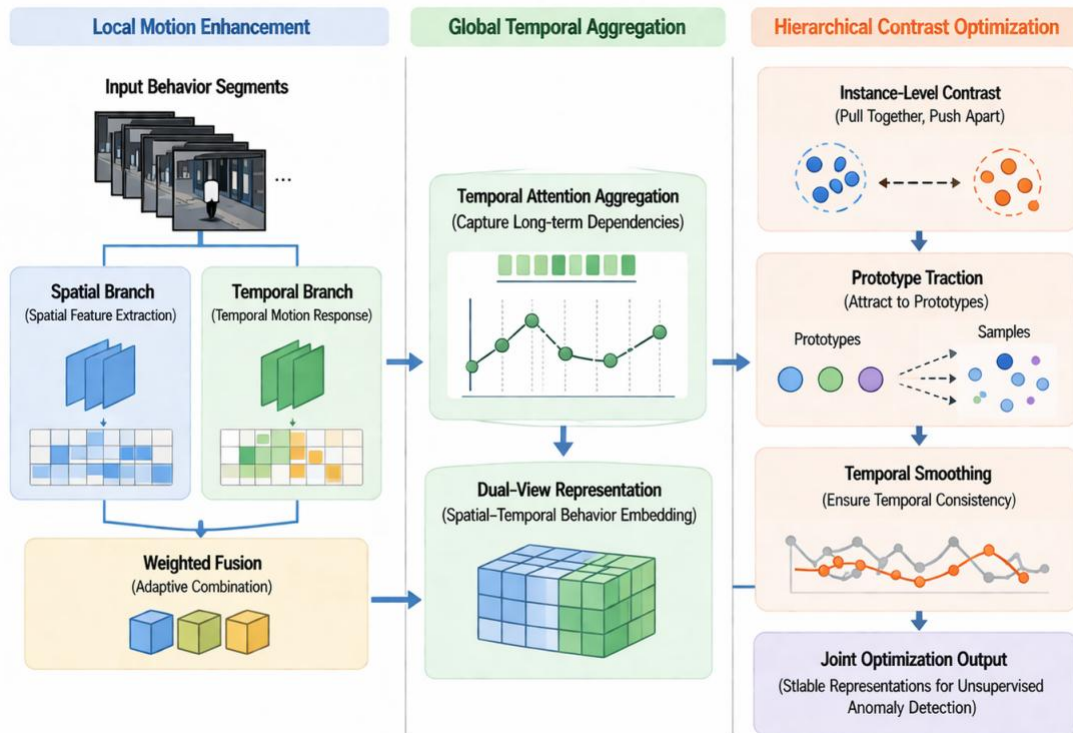 Local Motion Enhancement
Input Behavior Segments
...
Spatial Branch
(Spatial Feature Extraction)
Temporal Branch
(Temporal Motion Response)
Weighted Fusion
(Adaptive Combination)
Global Temporal Aggregation
Temporal Attention Aggregation
(Capture Long-term Dependencies)
Dual-View Representation
(Spatial-Temporal Behavior Embedding)
Hierarchical Contrast Optimization
Instance-Level Contrast
(Pull Together, Push Apart)
Prototype Traction
(Attract to Prototypes)
Prototypes
Samples
Temporal Smoothing
(Ensure Temporal Consistency)
Joint Optimization Output
(Stlable Representations for Unsupervised
Anomaly Detection)